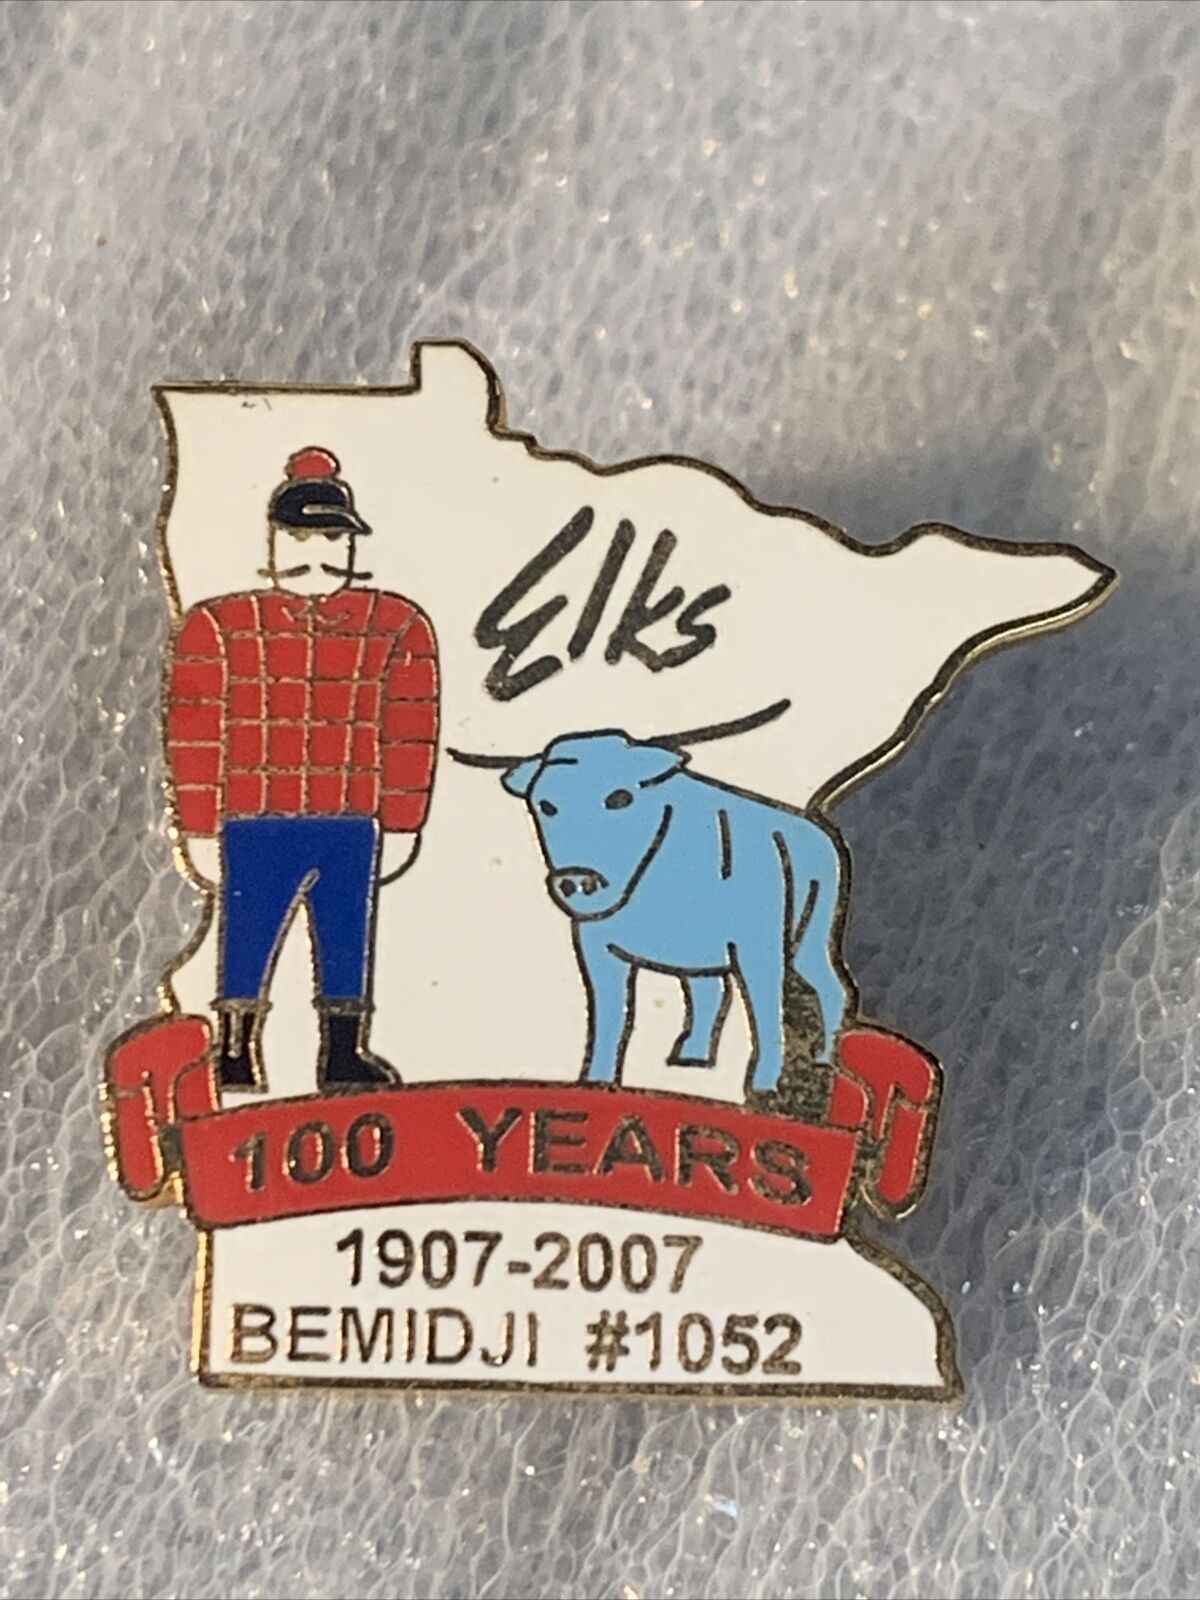 Elks
100 YEARS
1907-2007
BEMIDJI #1052